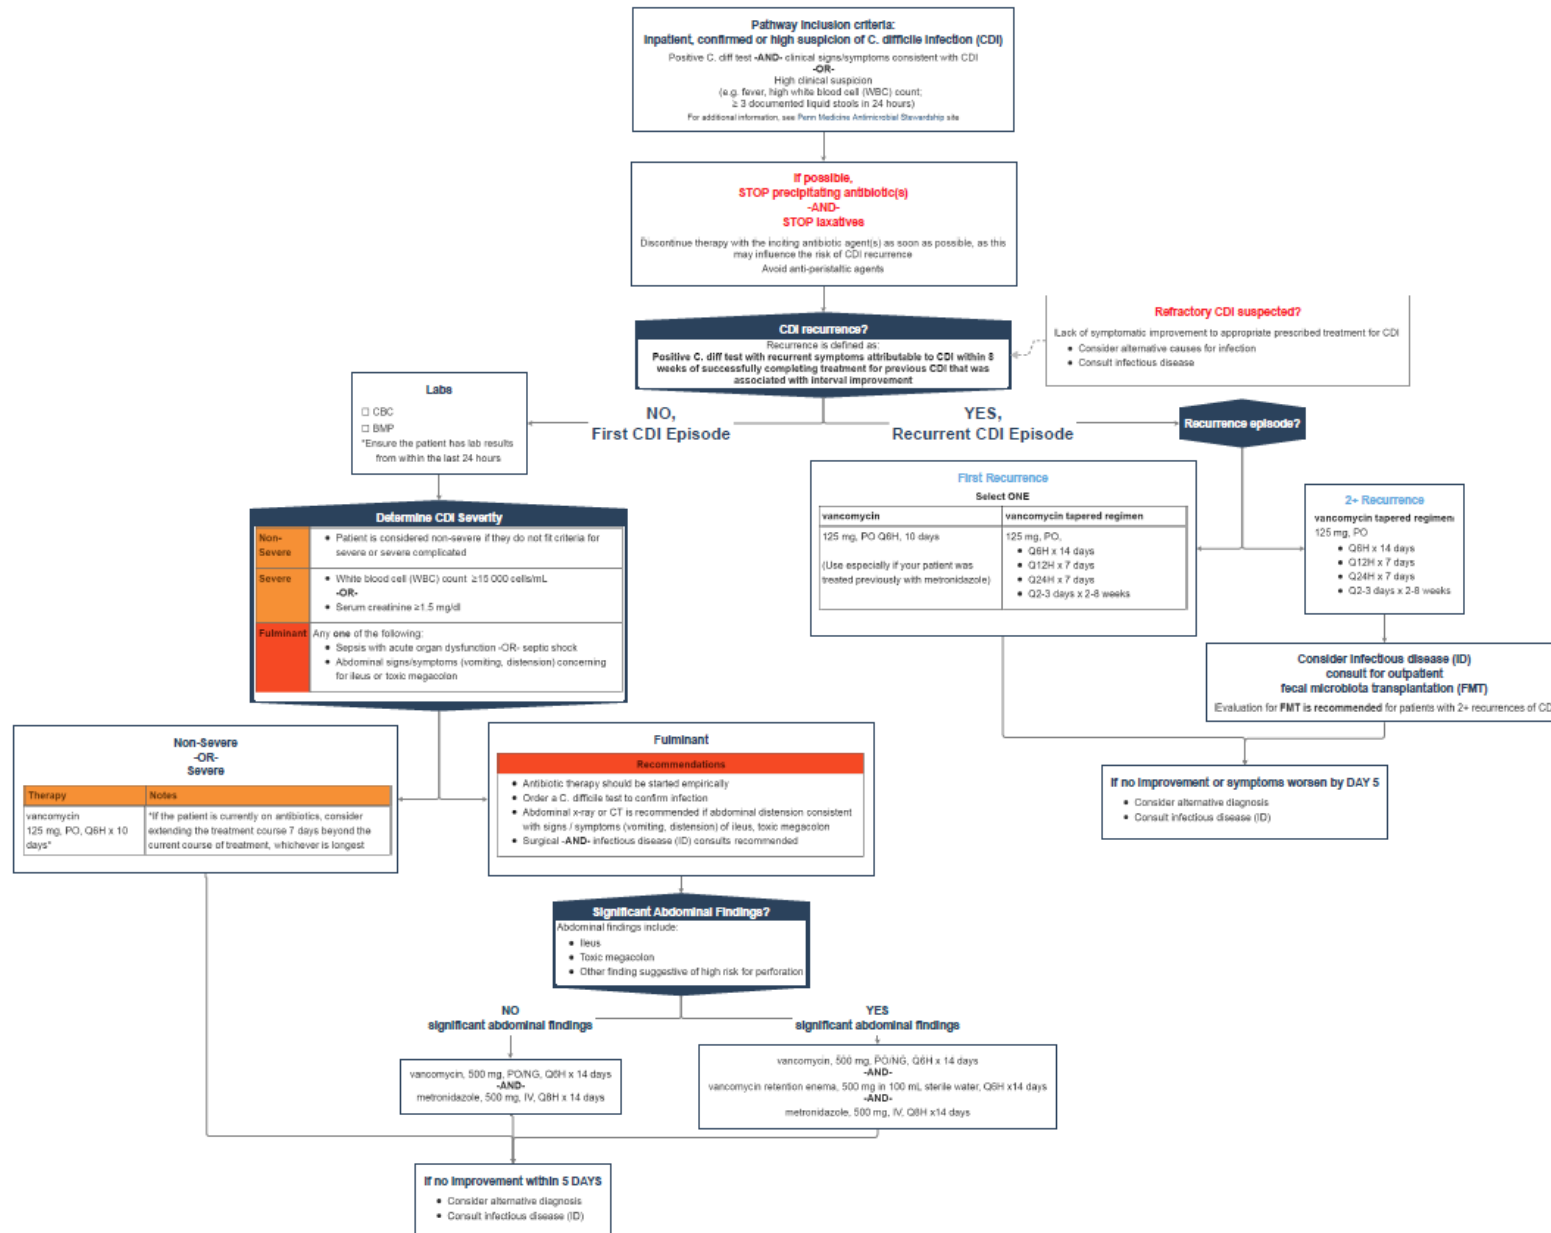 Pathway Inclusion criteria:
Inpatient, confirmed or high suspicion of C. difficile Infection (CDI)
Positive C. diff test -AND- clinical signs/symptoms consistent with CDI
-OR-
High clinical suspicion
(e.g. fever, high white blood cell (WBC) count;
≥ 3 documented liquid stools in 24 hours)
For additional information, see Penn Medicine Antimicrobial Stewardship site
If possible,
STOP precipitating antibiotic(s)
-AND-
STOP laxatives
Discontinue therapy with the inciting antibiotic agent(s) as soon as possible, as this
may influence the risk of CDI recurrence
Avoid anti-peristaltic agents
CDI recurrence?
Recurrence is defined as:
Positive C. diff test with recurrent symptoms attributable to CDI within 8
weeks of successfully completing treatment for previous CDI that was
associated with interval improvement
Refractory CDI suspected?
Lack of symptomatic improvement to appropriate prescribed treatment for CDI
• Consider alternative causes for infection
• Consult infectious disease
NO,
First CDI Episode
YES,
Recurrent CDI Episode
Labs
☐ CBC
☐ BMP
*Ensure the patient has lab results
from within the last 24 hours
Recurrence episode?
First Recurrence
Select ONE
vancomycin
125 mg, PO Q6H, 10 days
(Use especially if your patient was
treated previously with metronidazole)
vancomycin tapered regimen
125 mg, PO,
• Q6H x 14 days
• Q12H x 7 days
• Q24H x 7 days
• Q2-3 days x 2-8 weeks
2+ Recurrence
vancomycin tapered regimen:
125 mg, PO
• Q6H x 14 days
• Q12H x 7 days
• Q24H x 7 days
• Q2-3 days x 2-8 weeks
Consider Infectious disease (ID)
consult for outpatient
fecal microbiota transplantation (FMT)
Evaluation for FMT is recommended for patients with 2+ recurrences of CD
If no Improvement or symptoms worsen by DAY 5
• Consider alternative diagnosis
• Consult infectious disease (ID)
Determine CDI Severity
Non-
Severe
• Patient is considered non-severe if they do not fit criteria for
severe or severe complicated
Severe
• White blood cell (WBC) count ≥15 000 cells/mL
-OR-
• Serum creatinine ≥1.5 mg/dl
Fulminant
Any one of the following:
• Sepsis with acute organ dysfunction -OR- septic shock
• Abdominal signs/symptoms (vomiting, distension) concerning
for ileus or toxic megacolon
Non-Severe
-OR-
Severe
Therapy
Notes
vancomycin
125 mg, PO, Q6H x 10
days*
*If the patient is currently on antibiotics, consider
extending the treatment course 7 days beyond the
current course of treatment, whichever is longest
Fulminant
Recommendations
• Antibiotic therapy should be started empirically
• Order a C. difficile test to confirm infection
• Abdominal x-ray or CT is recommended if abdominal distension consistent
with signs / symptoms (vomiting, distension) of ileus, toxic megacolon
• Surgical -AND- infectious disease (ID) consults recommended
Significant Abdominal Findings?
Abdominal findings include:
• Ileus
• Toxic megacolon
• Other finding suggestive of high risk for perforation
NO
significant abdominal findings
YES
significant abdominal findings
vancomycin, 500 mg, PO/NG, Q6H x 14 days
-AND-
metronidazole, 500 mg, IV, Q8H x 14 days
vancomycin, 500 mg, PO/NG, Q6H x 14 days
-AND-
vancomycin retention enema, 500 mg in 100 mL sterile water, Q6H x14 days
-AND-
metronidazole, 500 mg, IV, Q8H x14 days
If no Improvement within 5 DAYS
• Consider alternative diagnosis
• Consult infectious disease (ID)